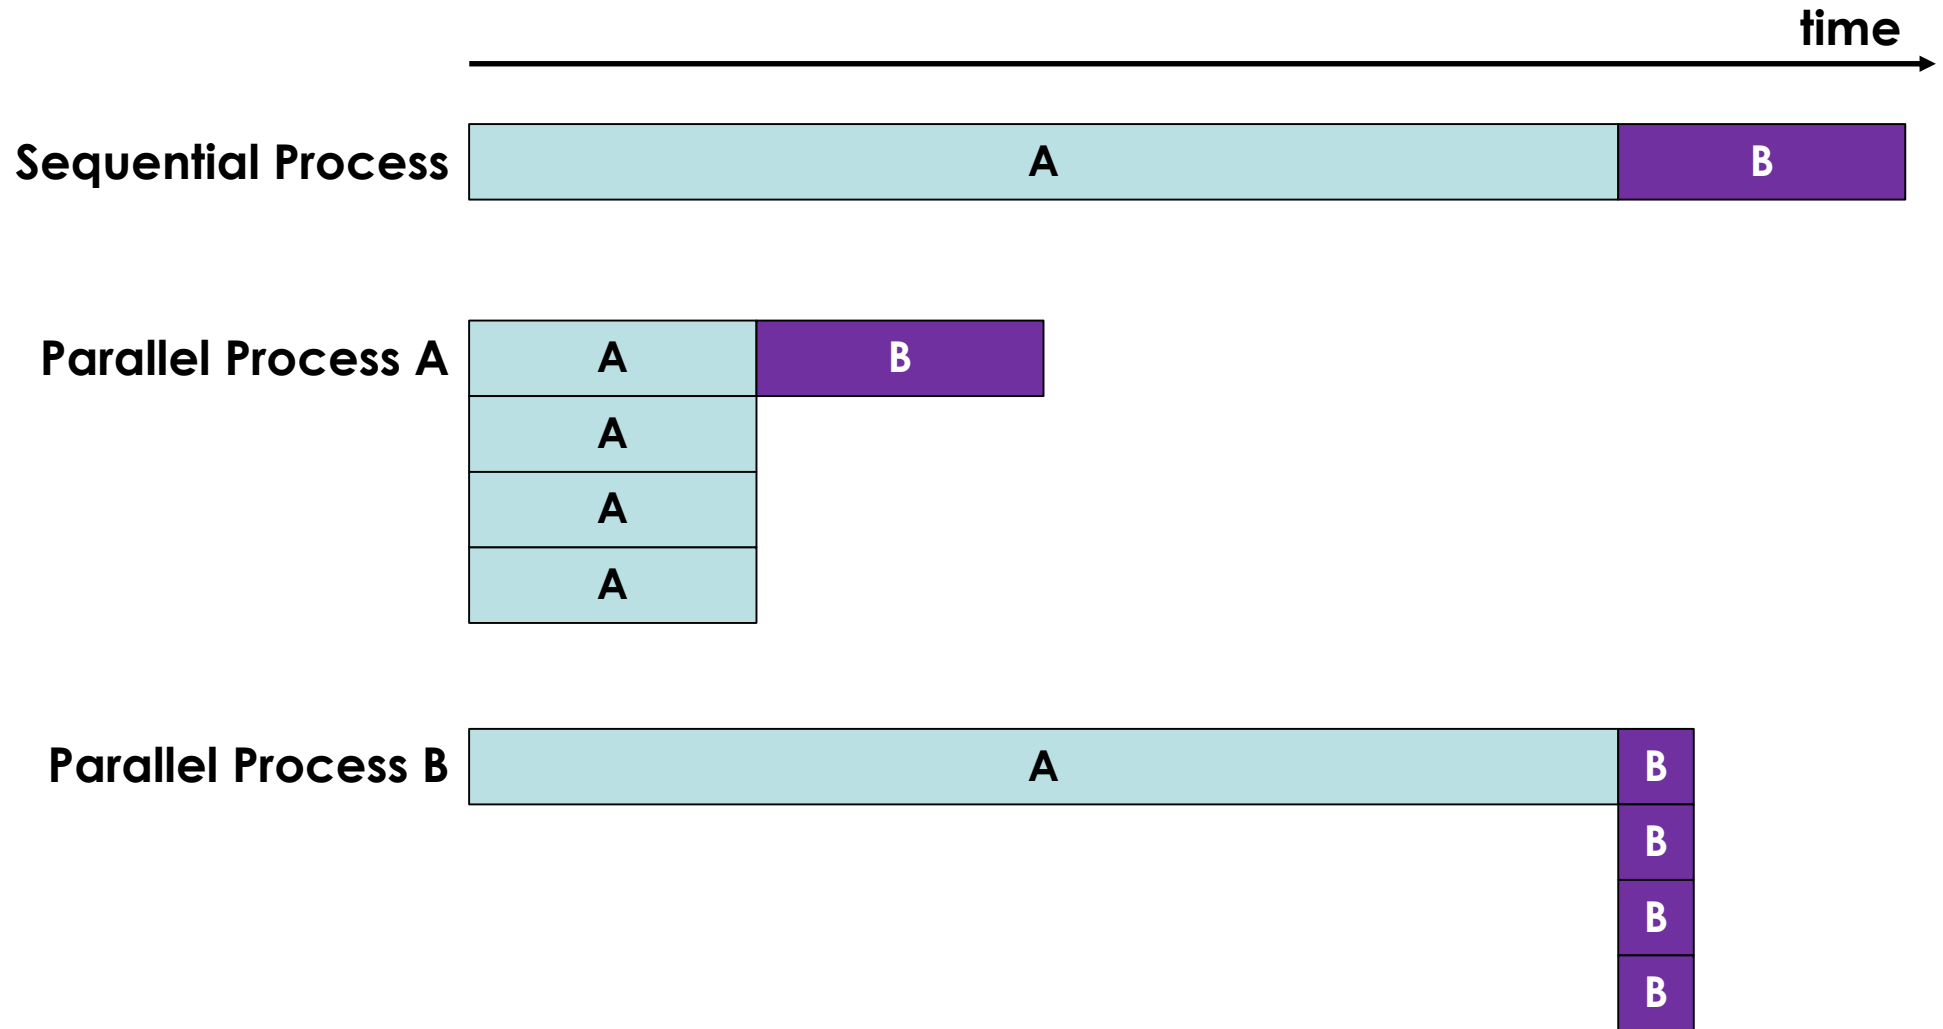 time
Sequential Process
A
B
Parallel Process A
A
B
A
A
A
Parallel Process B
A
B
B
B
B